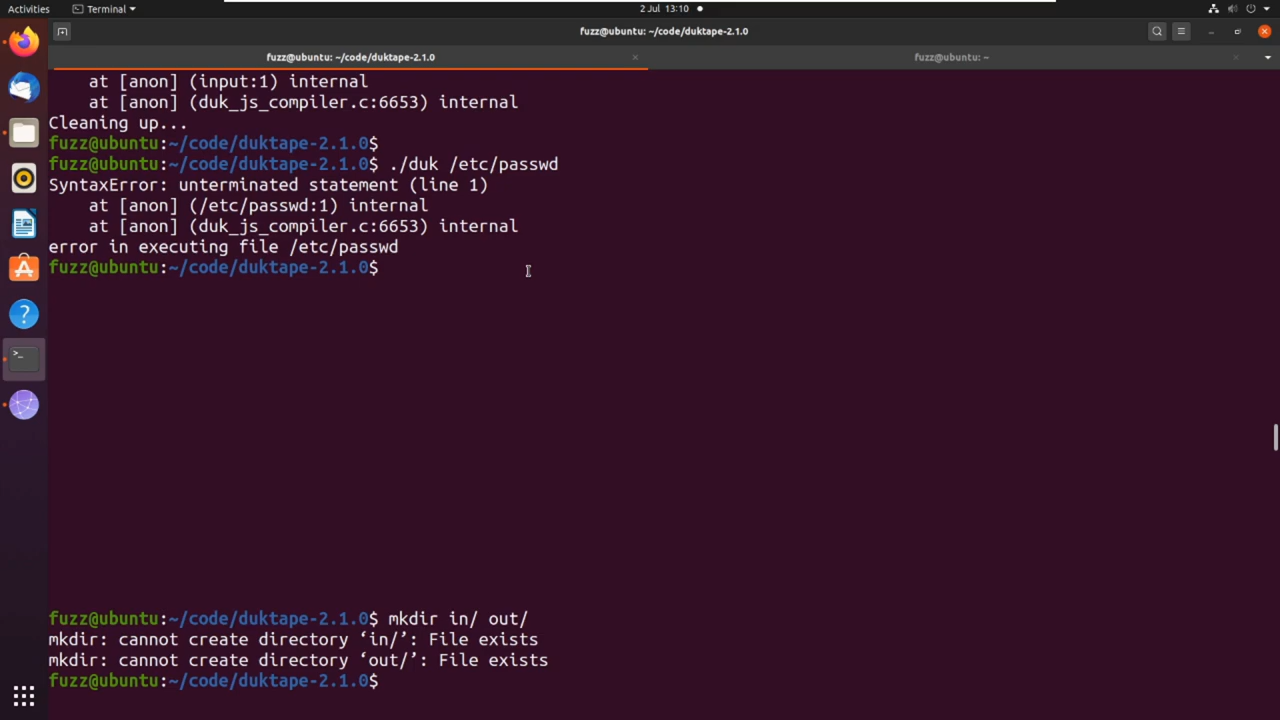 Activities Terminal 2 Jul 13:10
fuzz@ubuntu: ~/code/duktape-2.1.0
fuzz@ubuntu: ~/code/duktape-2.1.0 fuzz@ubuntu: ~
at [anon] (input:1) internal
at [anon] (duk_js_compiler.c:6653) internal
Cleaning up...
fuzz@ubuntu:~/code/duktape-2.1.0$
fuzz@ubuntu:~/code/duktape-2.1.0$ ./duk /etc/passwd
SyntaxError: unterminated statement (line 1)
at [anon] (/etc/passwd:1) internal
at [anon] (duk_js_compiler.c:6653) internal
error in executing file /etc/passwd
fuzz@ubuntu:~/code/duktape-2.1.0$
fuzz@ubuntu:~/code/duktape-2.1.0$ mkdir in/ out/
mkdir: cannot create directory ‘in/’: File exists
mkdir: cannot create directory ‘out/’: File exists
fuzz@ubuntu:~/code/duktape-2.1.0$